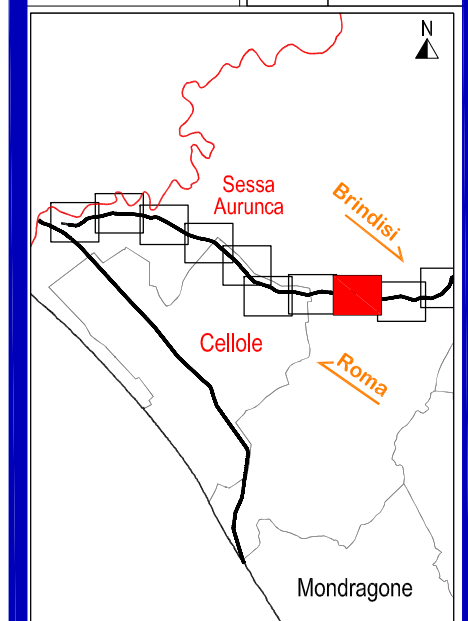 N
Sessa
Aurunca
Brindisi
Cellole
Roma
Mondragone